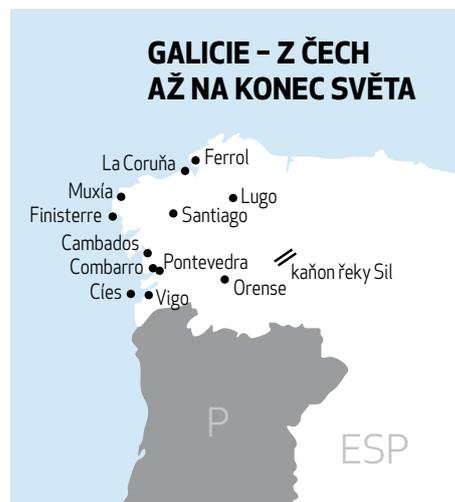 GALICIE – Z ČECH
AŽ NA KONEC SVĚTA
Ferrol
La Coruňa
Muxía
Lugo
Finisterre
Santiago
Cambados
Pontevedra
Combarro
kaňon řeky Sil
Orense
Cíes
Vigo
P
ESP